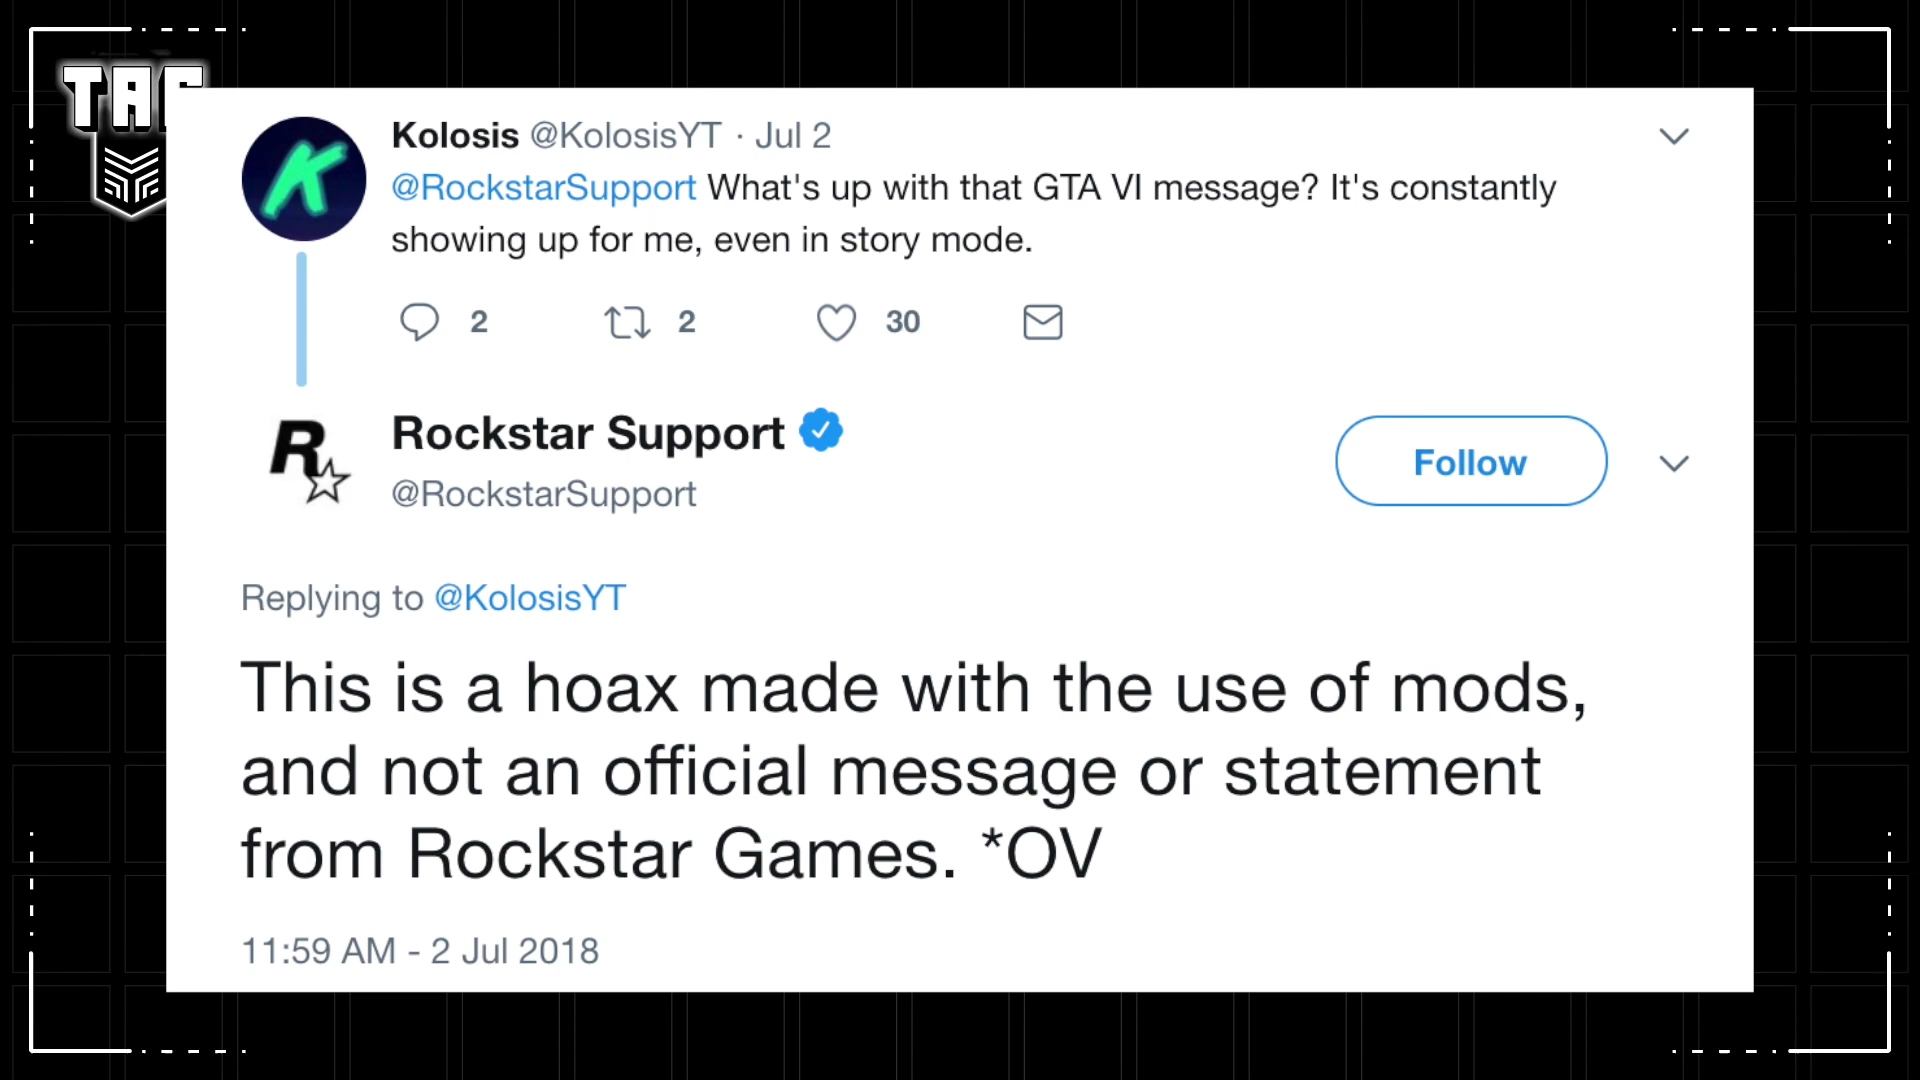 Kolosis @KolosisYT · Jul 2
@RockstarSupport What's up with that GTA VI message? It's constantly
showing up for me, even in story mode.
2 2 30
Rockstar Support
@RockstarSupport
Follow
Replying to @KolosisYT
This is a hoax made with the use of mods,
and not an official message or statement
from Rockstar Games. *OV
11:59 AM - 2 Jul 2018